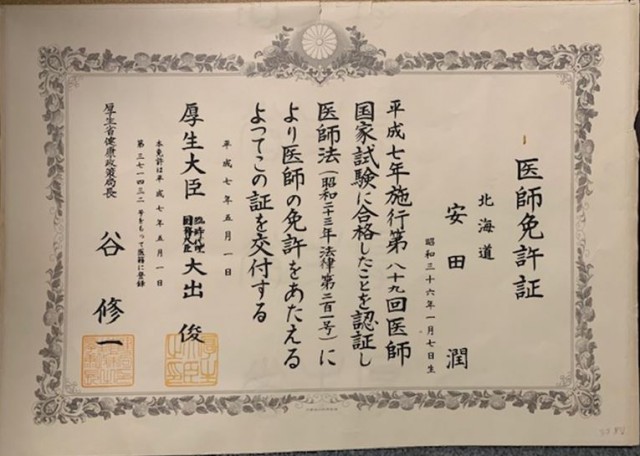 医師免許証
北海道
安田 潤
昭和三十六年一月七日生
平成七年施行第八十九回医師
国家試験に合格したことを認証し
医師法(昭和二十三年法律第二百一号)に
より医師の免許をあたえる
よってこの証を交付する
平成七年五月一日
厚生大臣
臨時代理
国務大臣
大出 俊
本免許は平成七年五月一日
第三七一四三二号をもって医籍に登録
厚生省健康政策局長 谷 修一